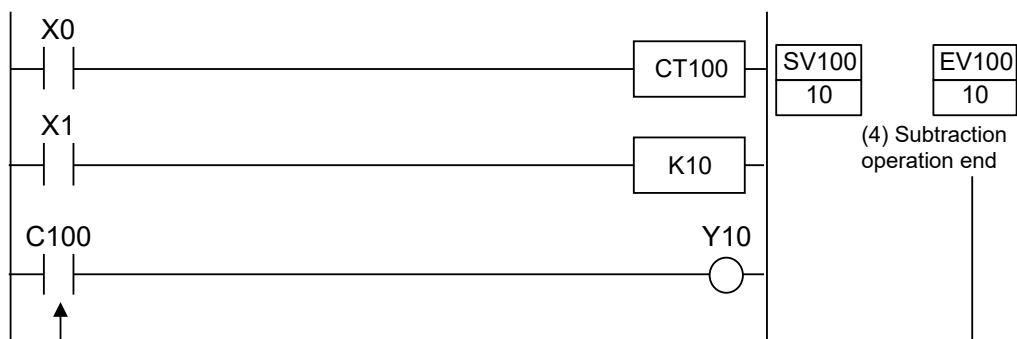 X0
CT100
SV100
10
EV100
10
(4) Subtraction
operation end
X1
K10
C100
Y10